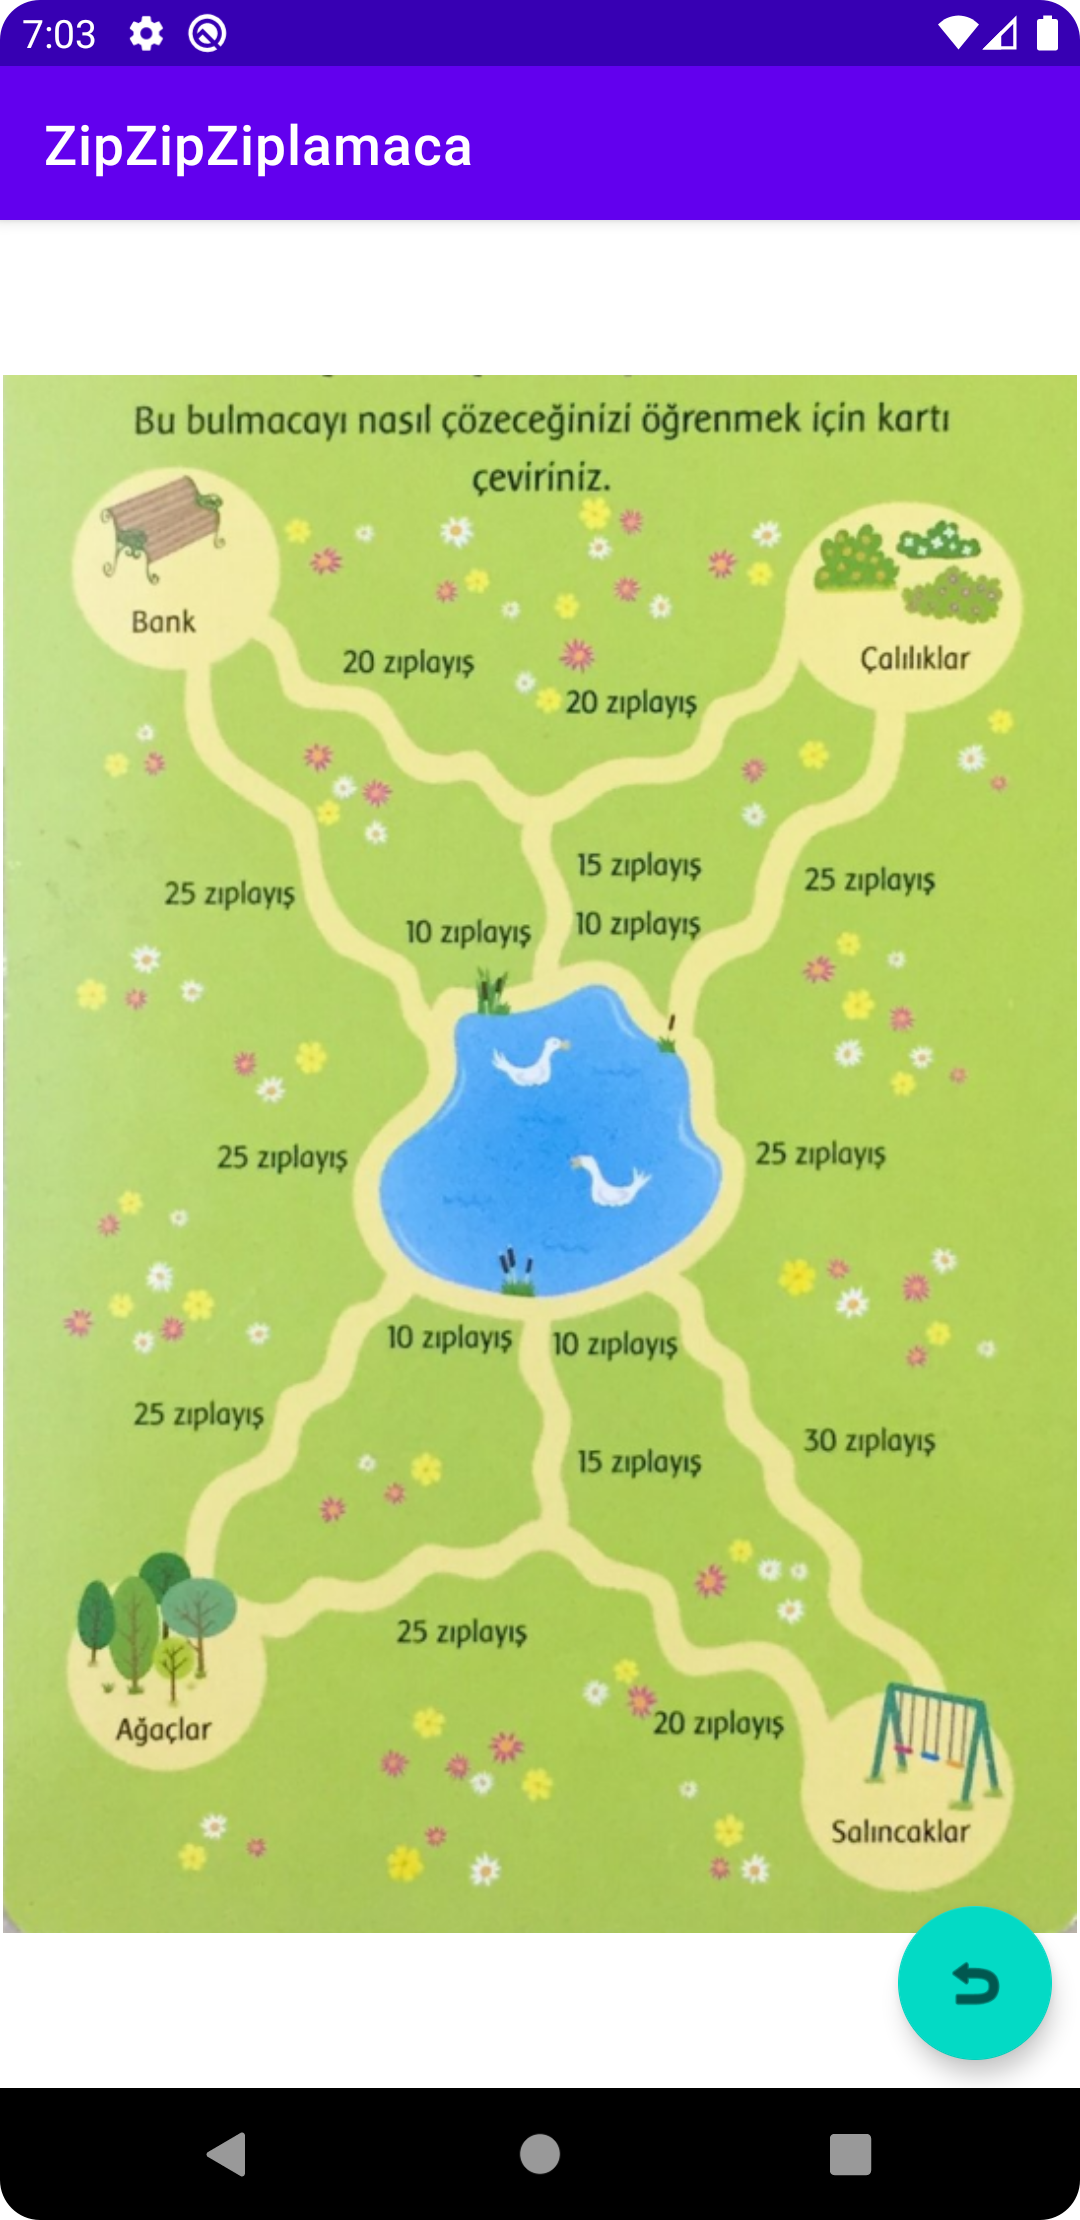 7:03
ZipZipZiplamaca
Bu bulmacayı nasıl çözeceğinizi öğrenmek için kartı
çeviriniz.
Bank
Çalılıklar
20 zıplayış
20 zıplayış
15 zıplayış
25 zıplayış
25 zıplayış
10 zıplayış
10 zıplayış
25 zıplayış
25 zıplayış
10 zıplayış
10 zıplayış
25 zıplayış
30 zıplayış
15 zıplayış
25 zıplayış
20 zıplayış
Ağaçlar
Salıncaklar